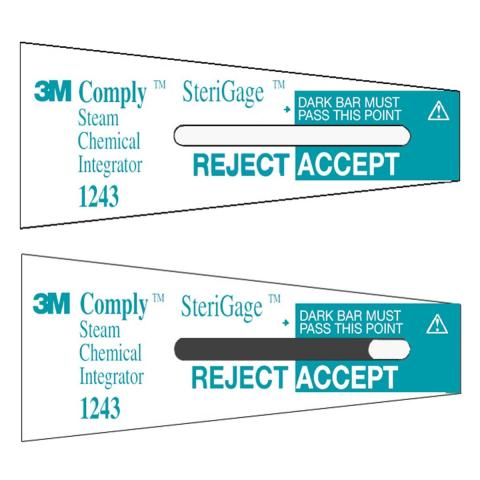 3M Comply™ SteriGage™
Steam
Chemical
Integrator
1243
DARK BAR MUST
PASS THIS POINT
REJECT ACCEPT
3M Comply™ SteriGage™
Steam
Chemical
Integrator
1243
DARK BAR MUST
PASS THIS POINT
REJECT ACCEPT